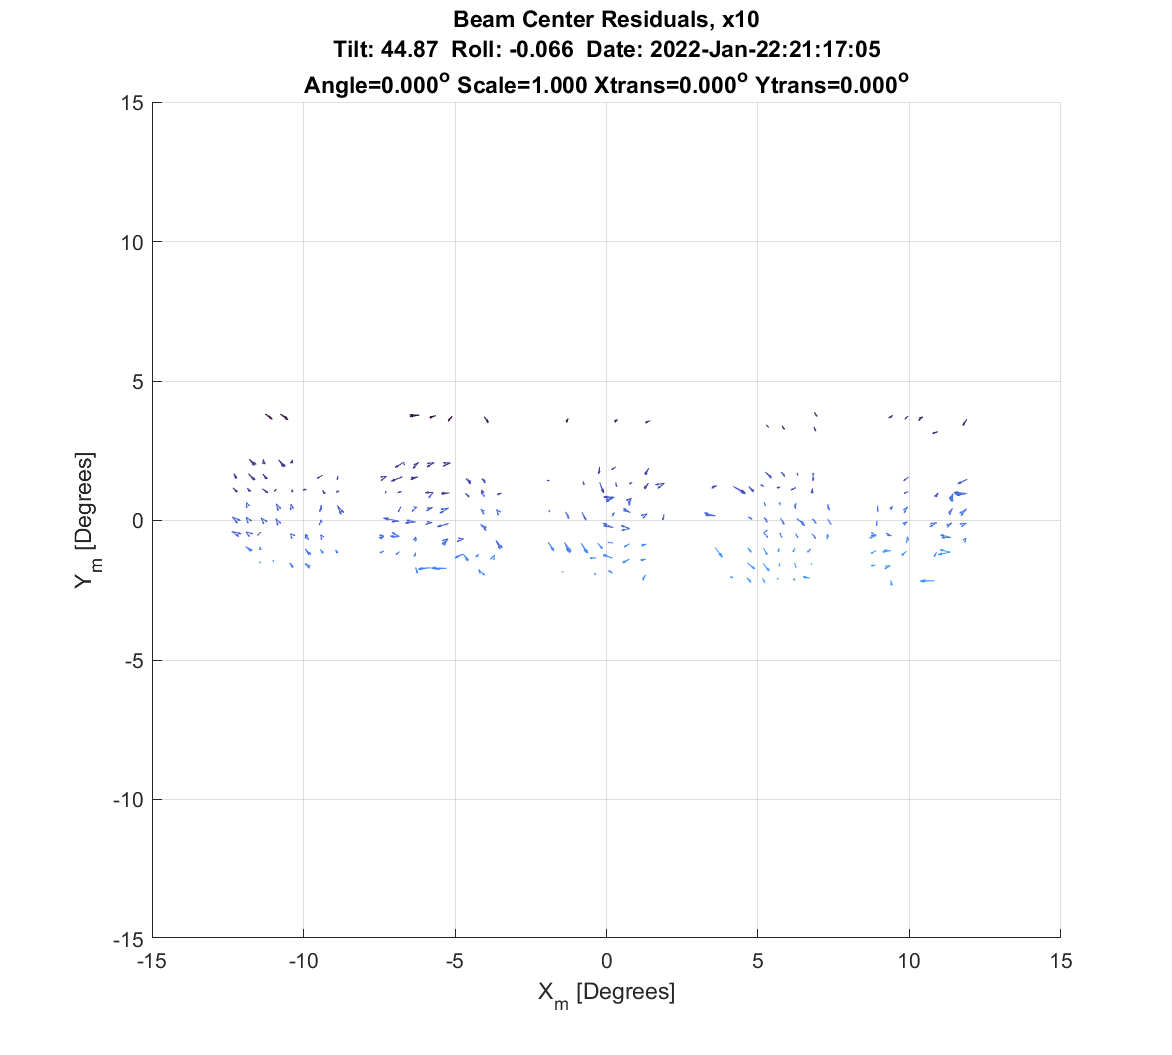 Beam Center Residuals, x10
Tilt: 44.87 Roll: -0.066 Date: 2022-Jan-22:21:17:05
Angle=0.000° Scale=1.000 Xtrans=0.000° Ytrans=0.000°
15
10
5
0
-5
-10
-15
Y_m [Degrees]
-15 -10 -5 0 5 10 15
X_m [Degrees]